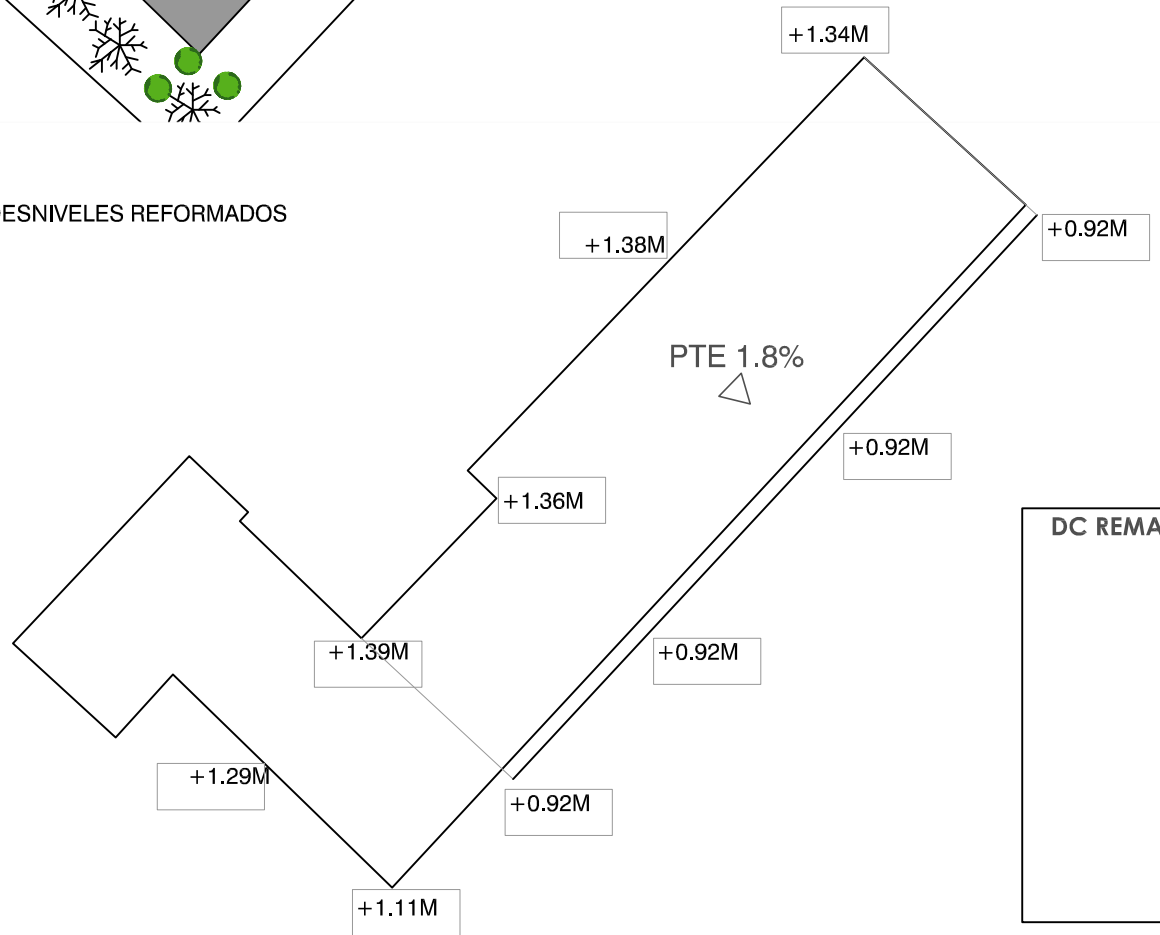 +1.34M
ESNIVELES REFORMADOS
+0.92M
+1.38M
PTE 1.8%
+0.92M
+1.36M
DC REMA
+1.39M
+0.92M
+1.29M
+0.92M
+1.11M